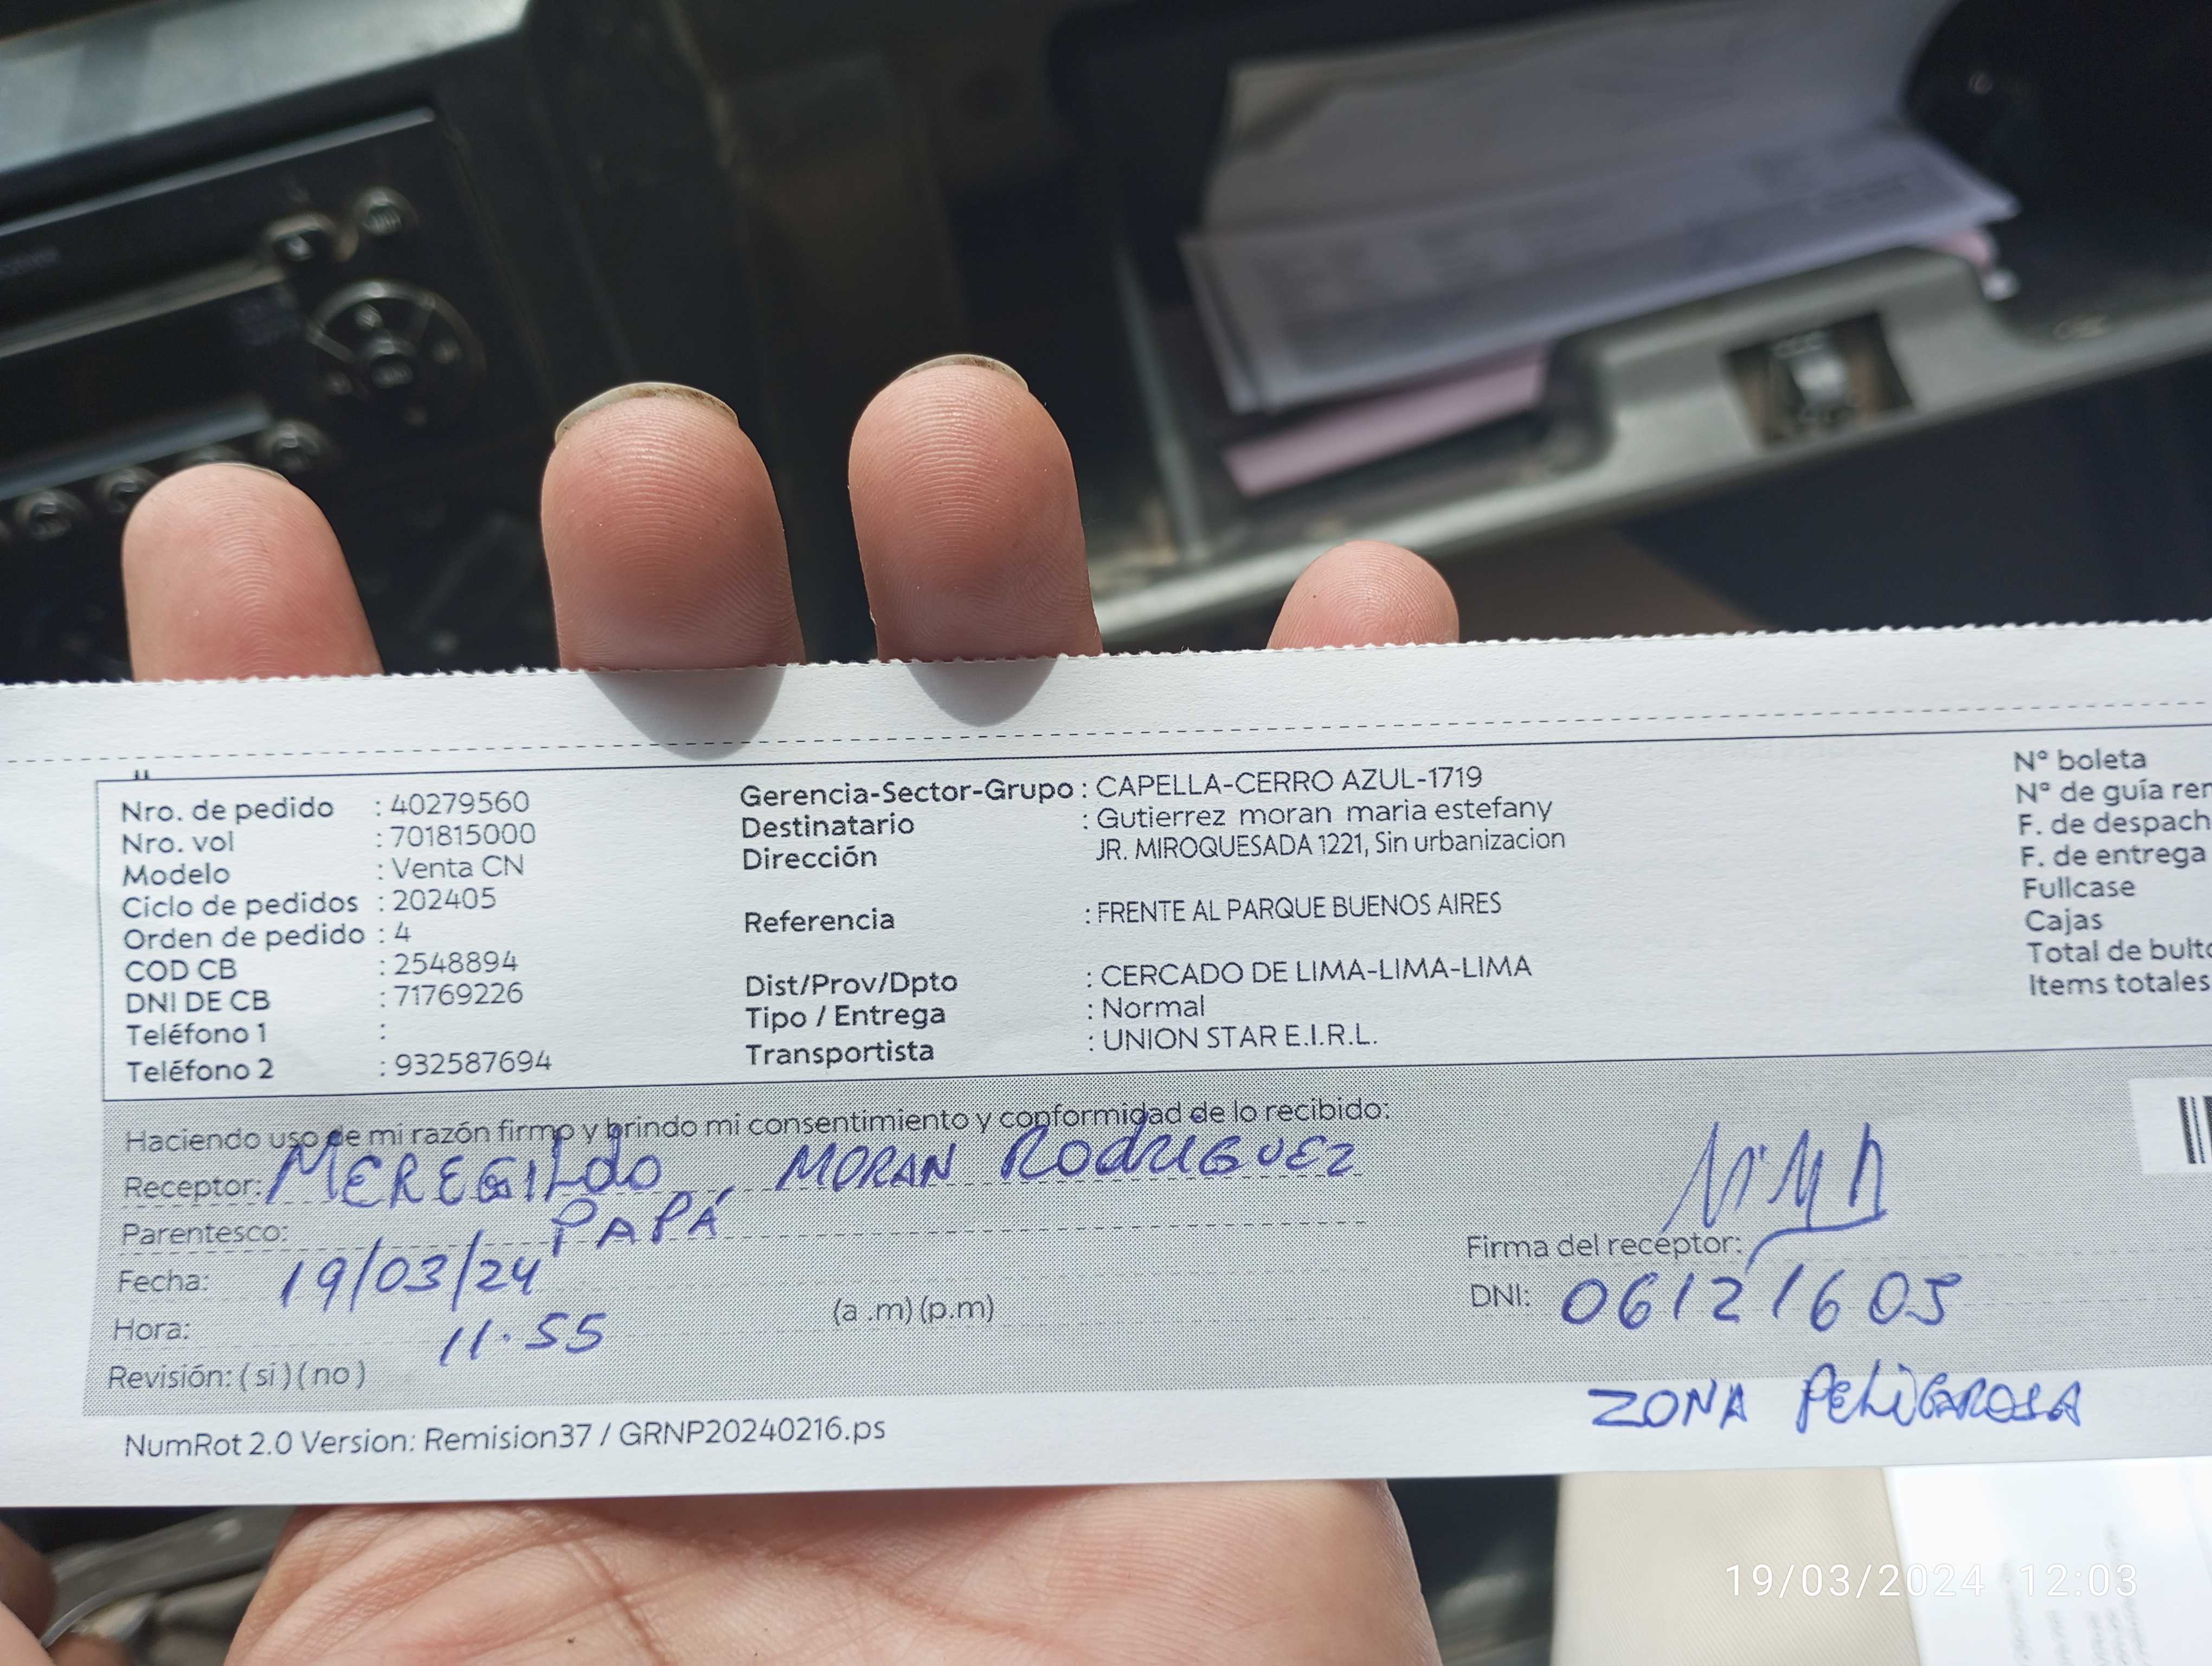 Nro. de pedido : 40279560
Nro. vol : 701815000
Modelo : Venta CN
Ciclo de pedidos : 202405
Orden de pedido : 4
COD CB : 2548894
DNI DE CB : 71769226
Teléfono 1 :
Teléfono 2 : 932587694
Gerencia-Sector-Grupo : CAPELLA-CERRO AZUL-1719
Destinatario : Gutierrez moran maria estefany
Dirección JR. MIROQUESADA 1221, Sin urbanizacion
Referencia : FRENTE AL PARQUE BUENOS AIRES
Dist/Prov/Dpto : CERCADO DE LIMA-LIMA-LIMA
Tipo / Entrega : Normal
Transportista : UNION STAR E.I.R.L.
N° boleta
N° de guía rem
F. de despach
F. de entrega
Fullcase
Cajas
Total de bulto
Items totales
Haciendo uso de mi razón firmo y brindo mi consentimiento y conformidad de lo recibido:
Receptor: MEREGILDO MORAN RODRIGUEZ
Parentesco: PAPÁ
Fecha: 19/03/24
Hora: 11.55 (a .m) (p.m)
Revisión: ( si ) ( no )
Firma del receptor:
DNI: 06121605
ZONA PELIGROSA
NumRot 2.0 Version: Remision37 / GRNP20240216.ps
19/03/2024 12:03